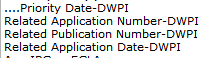 ....Priority Date-DWPI
Related Application Number-DWPI
Related Publication Number-DWPI
Related Application Date-DWPI